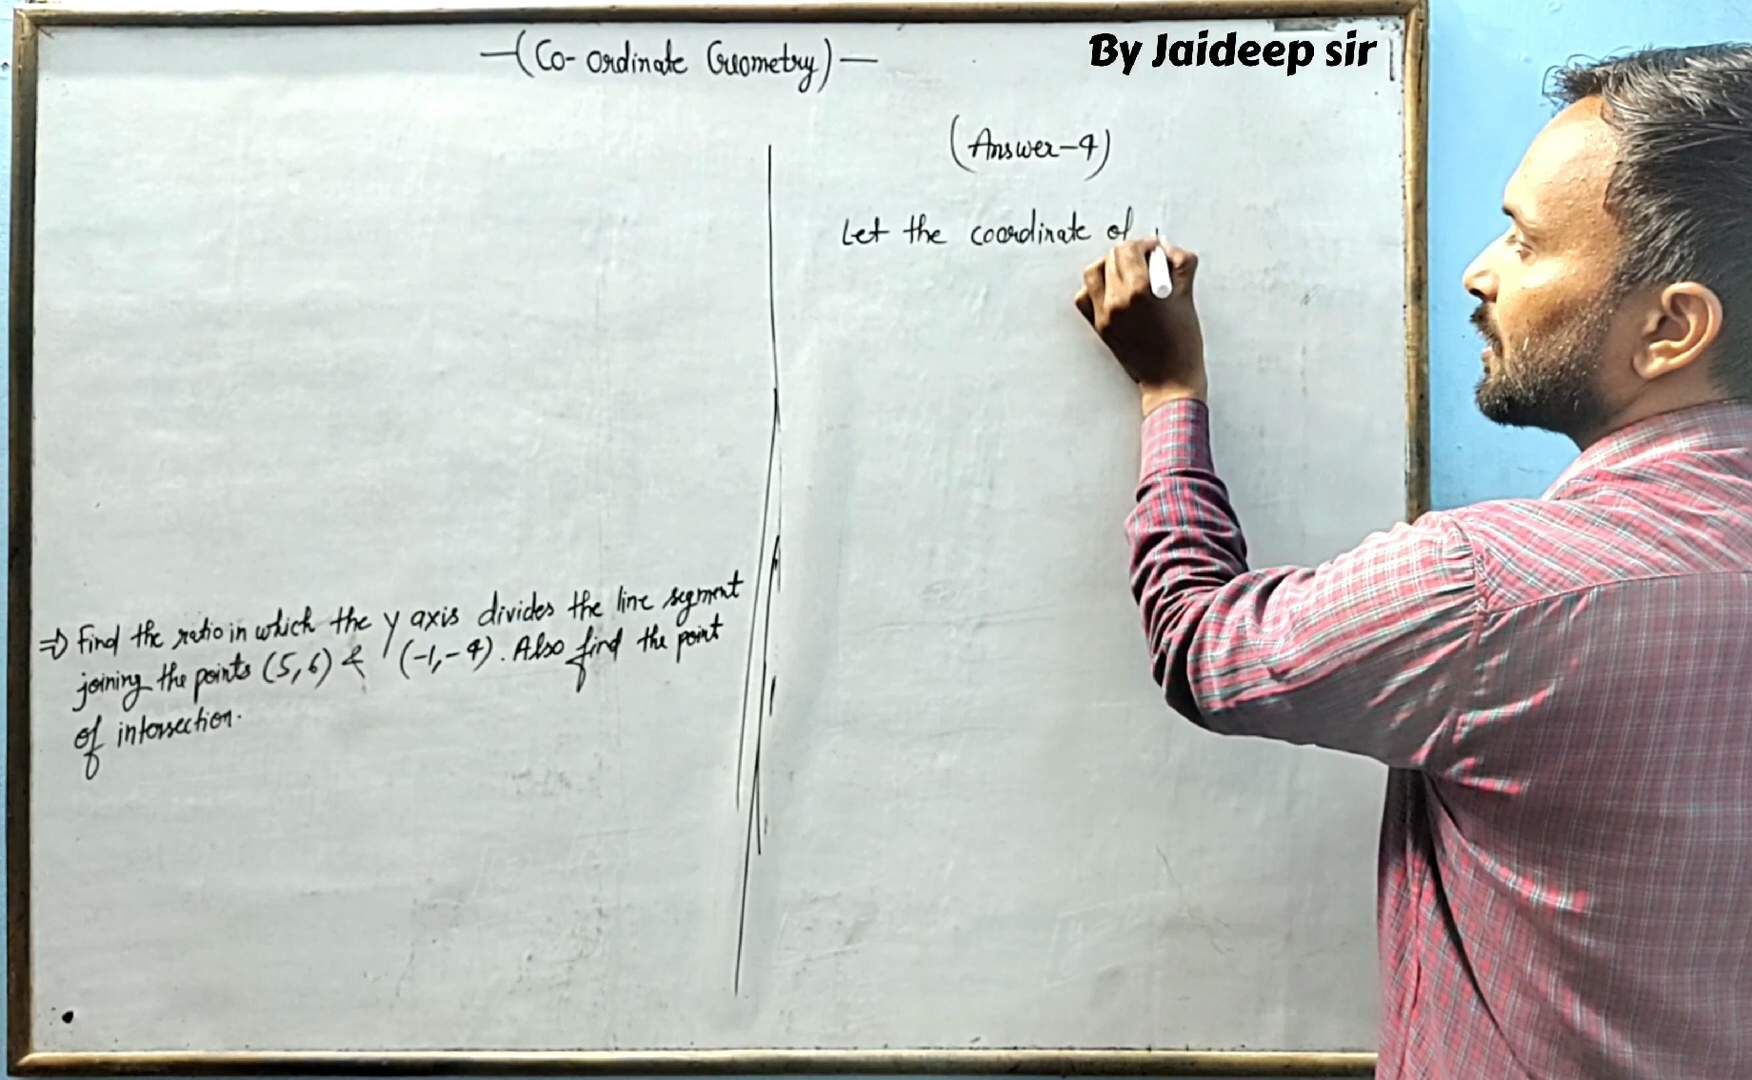 (Co-ordinate Geometry)
By Jaideep sir
(Answer-4)
Let the coordinate of
⇒ Find the ratio in which the y axis divides the line segment
joining the points (5,6) & (-1,-4). Also find the point
of intersection.